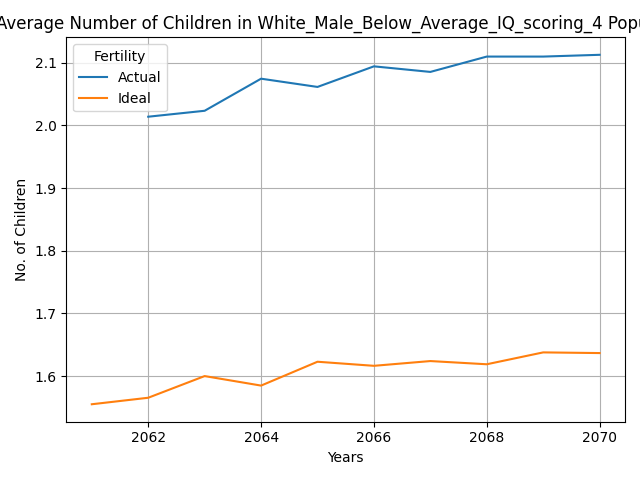 Average Number of Children in White_Male_Below_Average_IQ_scoring_4
Fertility
Actual
Ideal
No. of Children
2.1
2.0
1.9
1.8
1.7
1.6
2062 2064 2066 2068 2070
Years